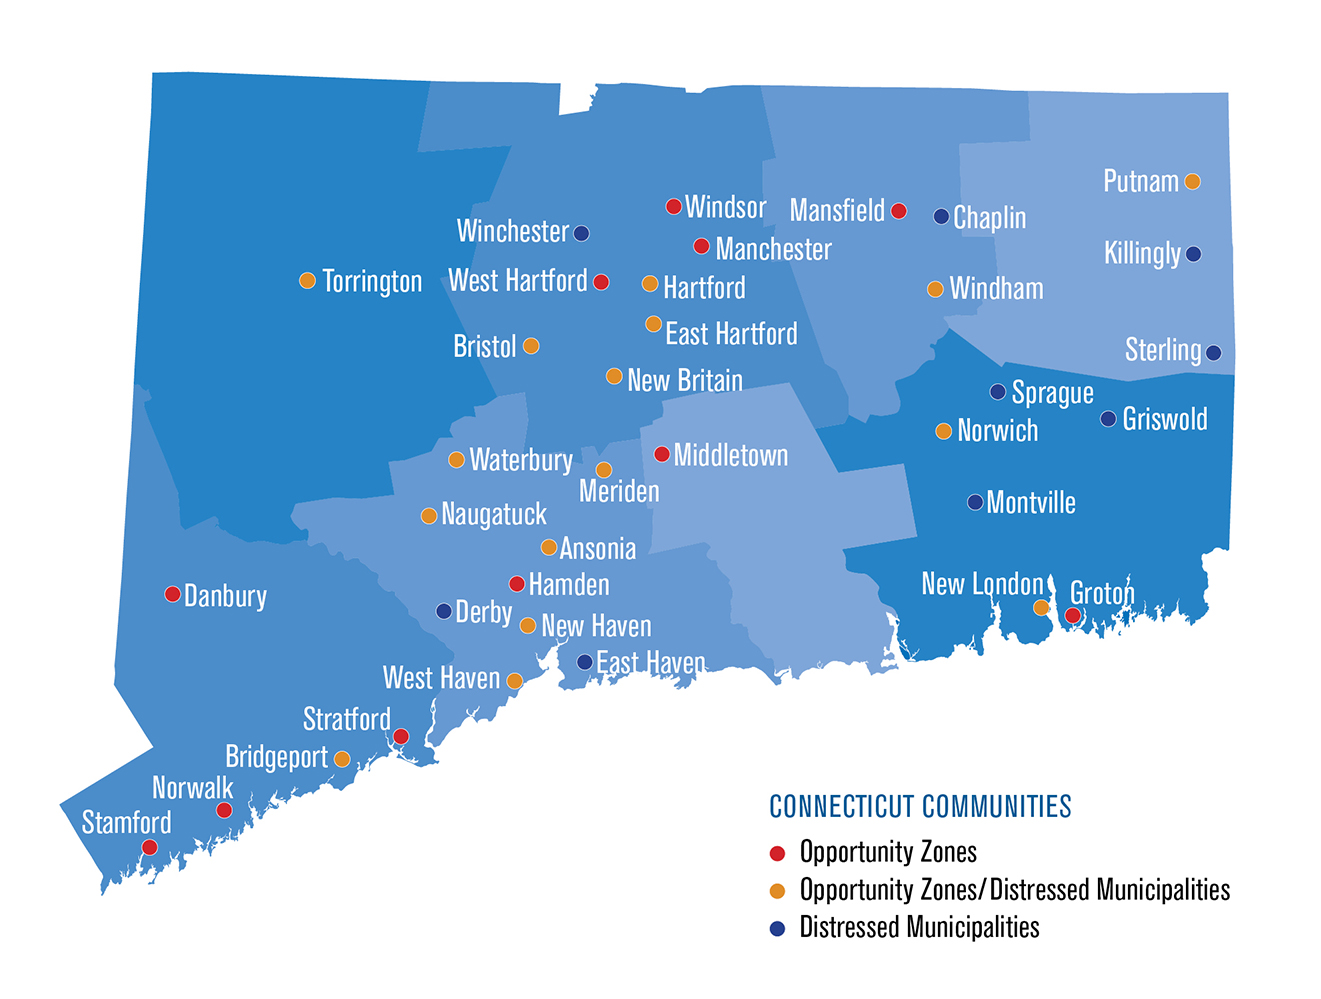 Putnam
Windsor
Mansfield
Chaplin
Winchester
Manchester
Killingly
Torrington
West Hartford
Hartford
Windham
East Hartford
Bristol
Sterling
New Britain
Sprague
Griswold
Norwich
Waterbury
Middletown
Meriden
Montville
Naugatuck
Ansonia
Hamden
New London
Groton
Danbury
Derby
New Haven
East Haven
West Haven
Stratford
Bridgeport
Norwalk
Stamford
CONNECTICUT COMMUNITIES
Opportunity Zones
Opportunity Zones/Distressed Municipalities
Distressed Municipalities